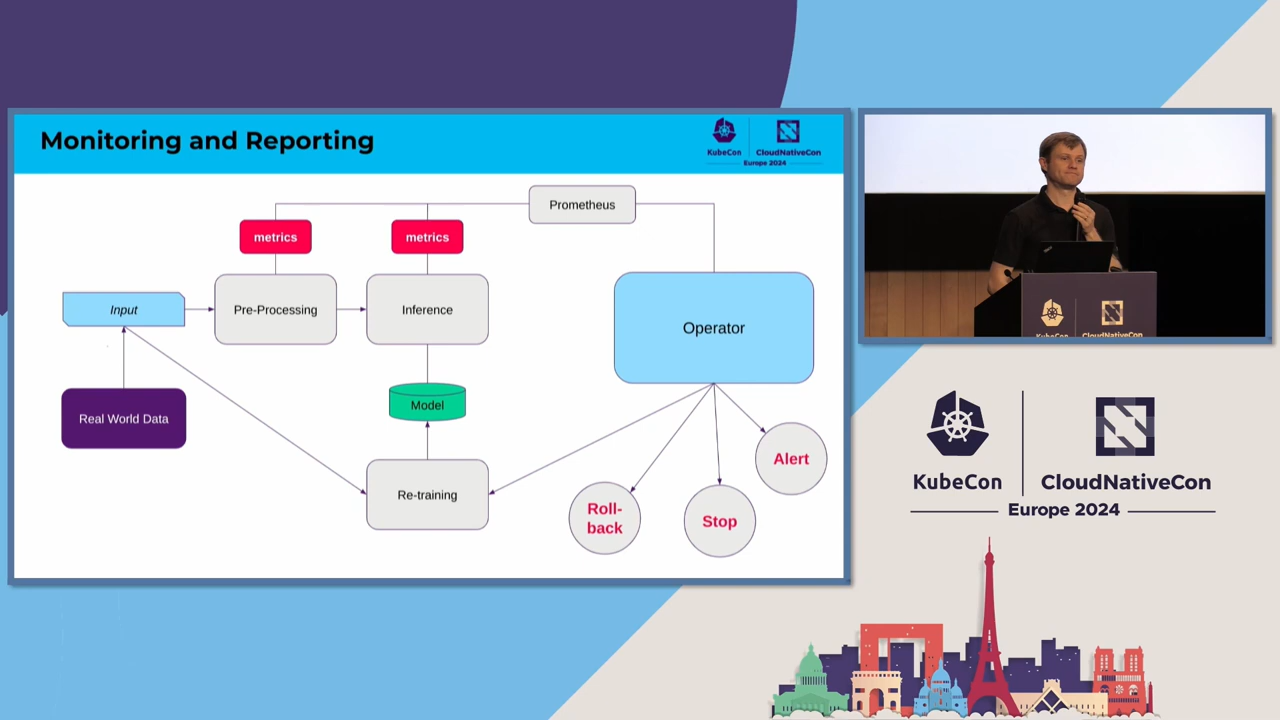 Monitoring and Reporting
KubeCon
CloudNativeCon
Europe 2024
Prometheus
metrics
metrics
Input
Pre-Processing
Inference
Operator
Real World Data
Model
Re-training
Alert
Roll-
back
Stop
KubeCon
CloudNativeCon
KubeCon
CloudNativeCon
Europe 2024